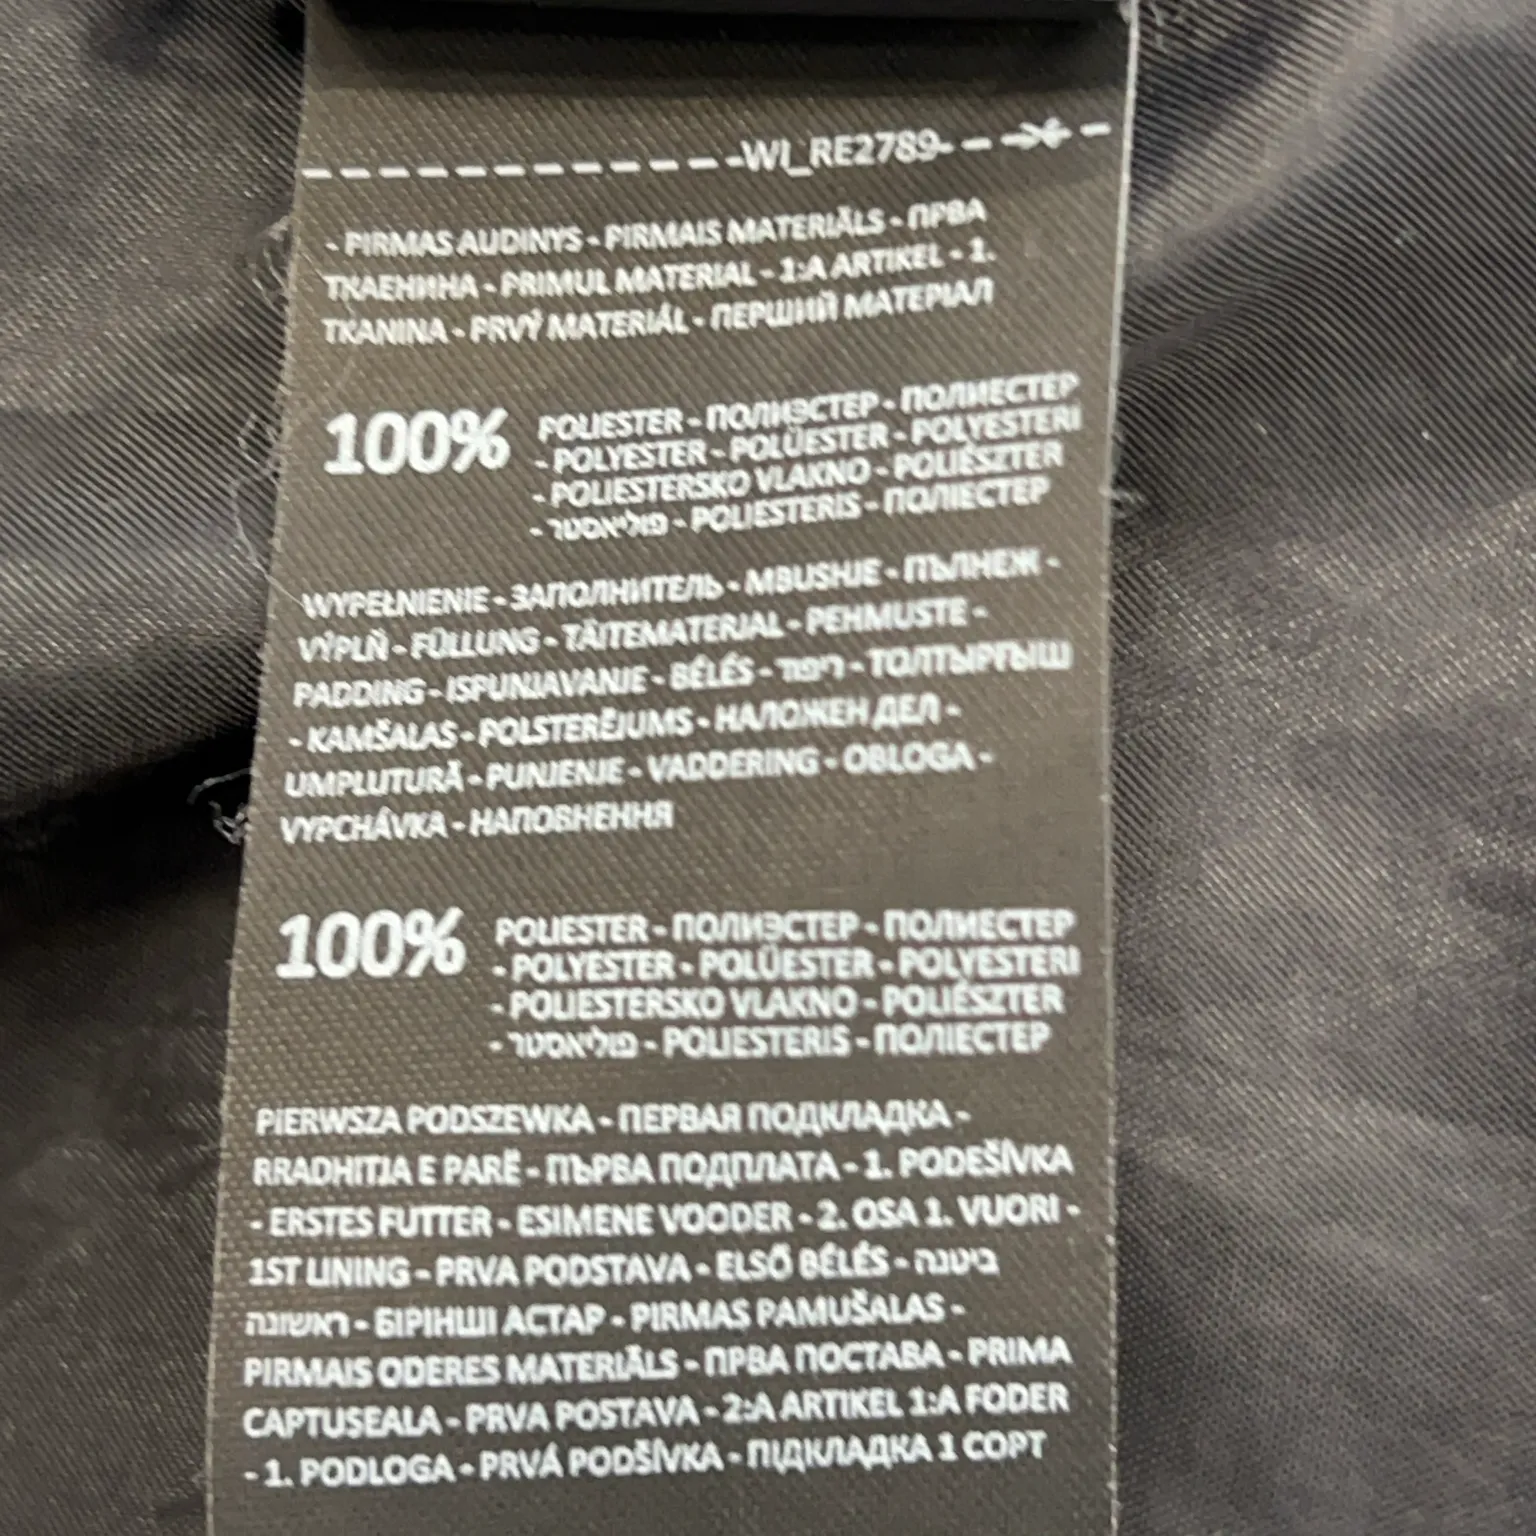 WI_RE2789
- PIRMAS AUDINYS - PIRMAIS MATERIĀLS - ПРВА
ТКАЕНИНА - PRIMUL MATERIAL - 1:A ARTIKEL - 1.
TKANINA - PRVÝ MATERIÁL - ПЕРШИЙ МАТЕРІАЛ
100% POLIESTER - ПОЛИЭСТЕР - ПОЛИЕСТЕР
- POLYESTER - POLÜESTER - POLYESTERI
- POLIESTERSKO VLAKNO - POLIÉSZTER
- פוליאסטר - POLIESTERIS - ПОЛІЕСТЕР
WYPEŁNIENIE - ЗАПОЛНИТЕЛЬ - MBUSHJE - ПЪЛНЕЖ -
VÝPLŇ - FÜLLUNG - TÄITEMATERJAL - PEHMUSTE -
PADDING - ISPUNJAVANJE - BÉLÉS - ריפוד - ТОЛТЫРҒЫШ
- KAMŠALAS - POLSTERĒJUMS - НАЛОЖЕН ДЕЛ -
UMPLUTURĂ - PUNJENJE - VADDERING - OBLOGA -
VYPCHÁVKA - НАПОВНЕННЯ
100% POLIESTER - ПОЛИЭСТЕР - ПОЛИЕСТЕР
- POLYESTER - POLÜESTER - POLYESTERI
- POLIESTERSKO VLAKNO - POLIÉSZTER
- פוליאסטר - POLIESTERIS - ПОЛІЕСТЕР
PIERWSZA PODSZEWKA - ПЕРВАЯ ПОДКЛАДКА -
RRADHITJA E PARË - ПЪРВА ПОДПЛАТА - 1. PODEŠÍVKA
- ERSTES FUTTER - ESIMENE VOODER - 2. OSA 1. VUORI -
1ST LINING - PRVA PODSTAVA - ELSŐ BÉLÉS - ביטנה
ראשונה - БІРІНШІ АСТАР - PIRMAS PAMUŠALAS -
PIRMAIS ODERES MATERIĀLS - ПРВА ПОСТАВА - PRIMA
CAPTUSEALA - PRVA POSTAVA - 2:A ARTIKEL 1:A FODER
- 1. PODLOGA - PRVÁ PODŠÍVKA - ПІДКЛАДКА 1 СОРТ